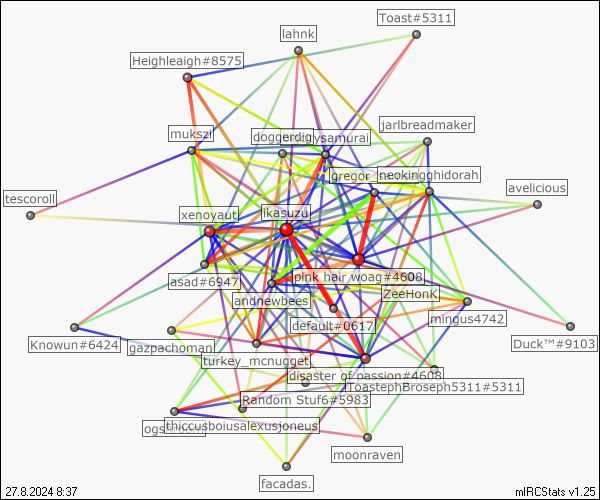 Toast#5311
lahnk
Heighleaigh#8575
jarlbreadmaker
mukszi
doggerdig
ysamurai
gregor
neokingghidorah
avelicious
tescoroll
xenoyauti
ikasuzu
asad#6947
pink hair woag#4608
ZeeHonk
andnewbees
mingus4742
default#0617
Knowun#6424
gazpachoman
Duck™#9103
turkey_mcnugget
disaster of passion#4608
ToastephBroseph5311#5311
Random Stuf6#5983
thiccusboiusalexusjoneus
moonraven
facadas.
27.8.2024 8:37
mIRCStats v1.25